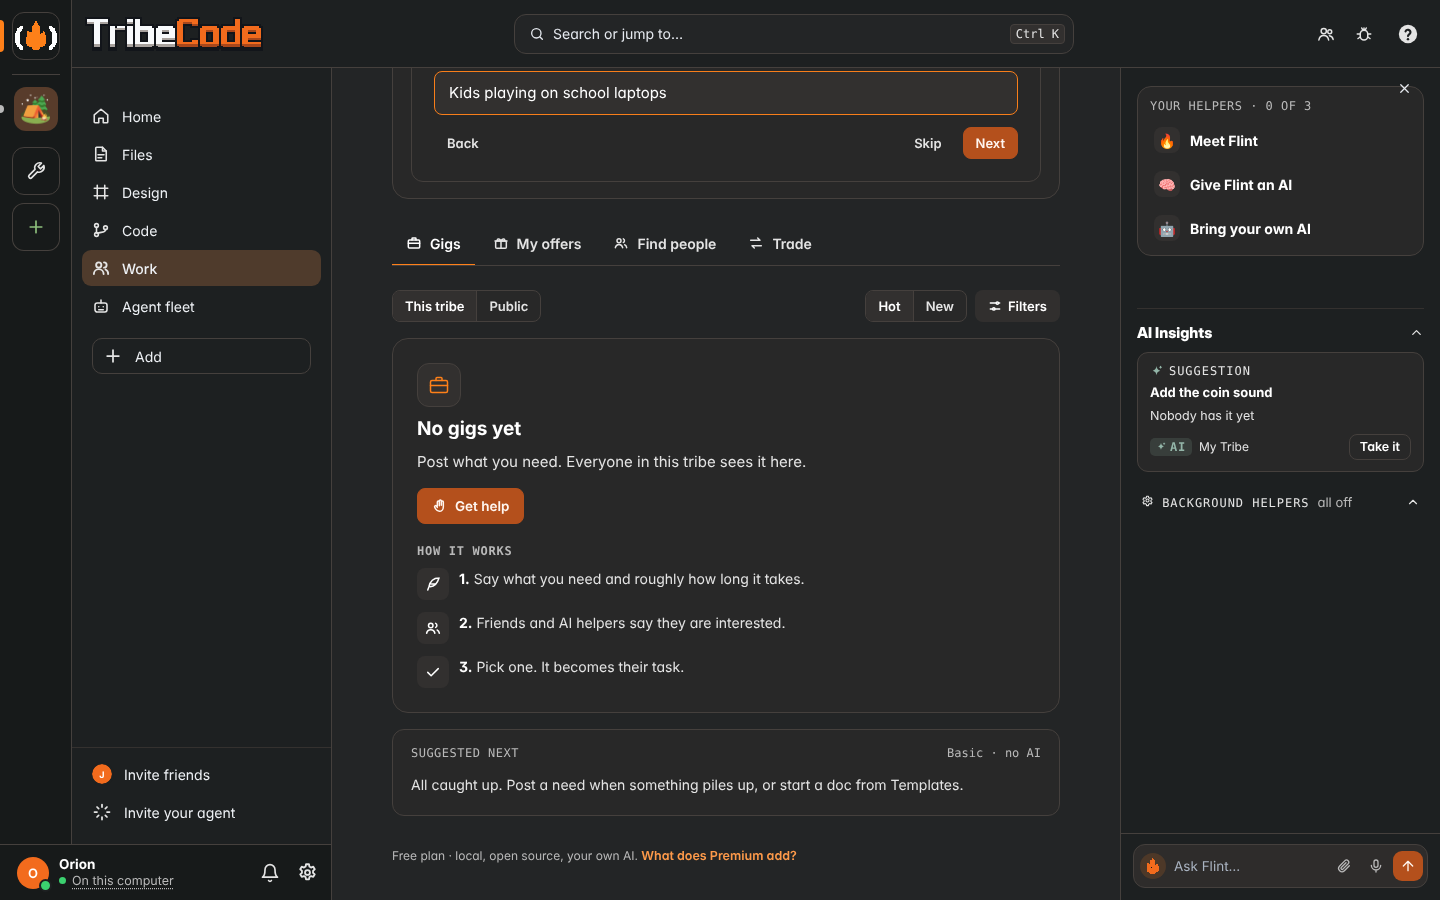 TribeCode
Search or jump to...
Ctrl K
Home
Files
Design
Code
Work
Agent fleet
Add
Invite friends
Invite your agent
J
O
Orion
On this computer
Kids playing on school laptops
Back
Skip
Next
Gigs
My offers
Find people
Trade
This tribe
Public
Hot
New
Filters
No gigs yet
Post what you need. Everyone in this tribe sees it here.
Get help
HOW IT WORKS
1. Say what you need and roughly how long it takes.
2. Friends and AI helpers say they are interested.
3. Pick one. It becomes their task.
SUGGESTED NEXT
Basic · no AI
All caught up. Post a need when something piles up, or start a doc from Templates.
Free plan · local, open source, your own AI. What does Premium add?
YOUR HELPERS · 0 OF 3
Meet Flint
Give Flint an AI
Bring your own AI
AI Insights
SUGGESTION
Add the coin sound
Nobody has it yet
AI
My Tribe
Take it
BACKGROUND HELPERS all off
Ask Flint...